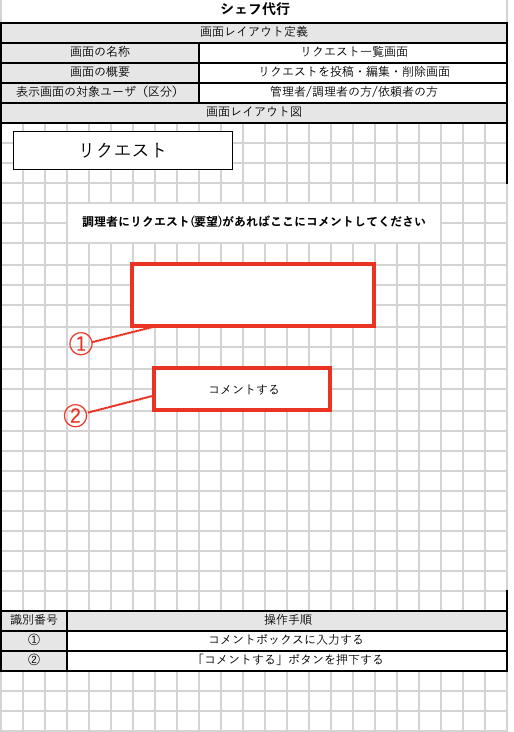 シェフ代行
画面レイアウト定義
画面の名称 リクエスト一覧画面
画面の概要 リクエストを投稿・編集・削除画面
表示画面の対象ユーザ（区分） 管理者/調理者の方/依頼者の方
画面レイアウト図
リクエスト
調理者にリクエスト(要望)があればここにコメントしてください
①
コメントする
②
識別番号 操作手順
① コメントボックスに入力する
② 「コメントする」ボタンを押下する